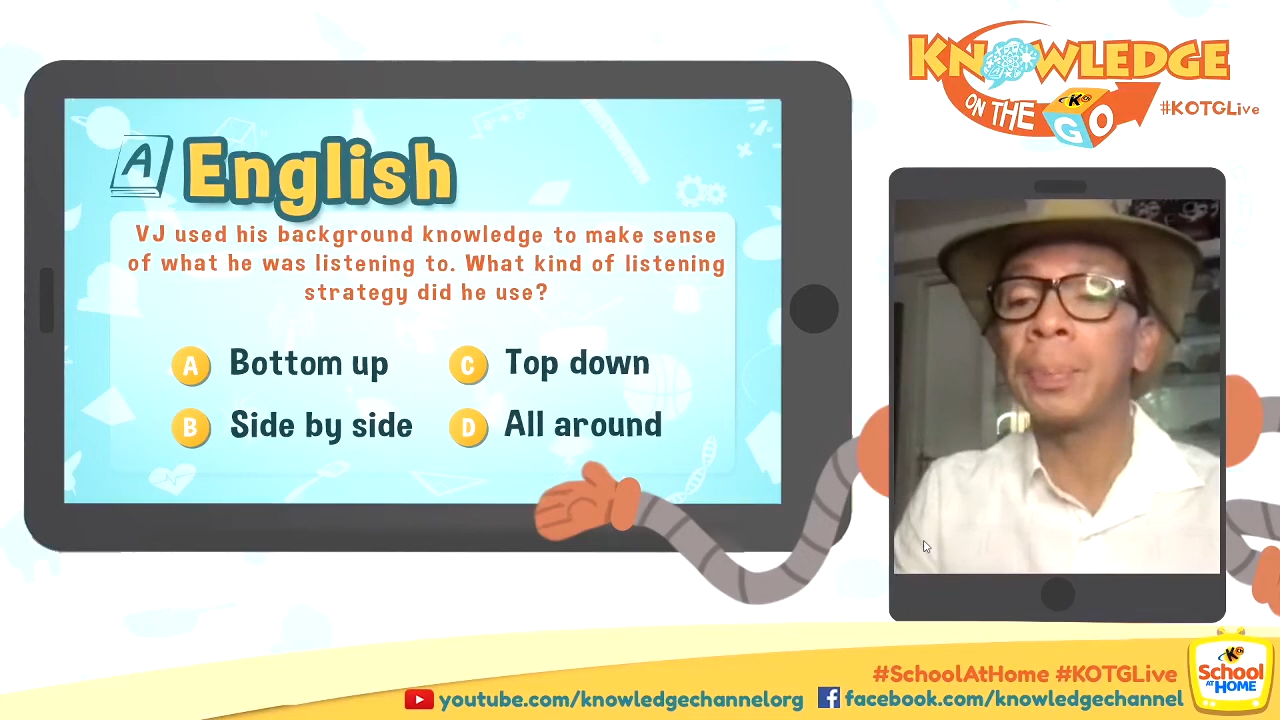 KNOWLEDGE
ON THE GO
#KOTGLive
A English
VJ used his background knowledge to make sense
of what he was listening to. What kind of listening
strategy did he use?
A Bottom up
C Top down
B Side by side
D All around
#SchoolAtHome #KOTGLive
youtube.com/knowledgechannelorg
facebook.com/knowledgechannel
School
AT HOME